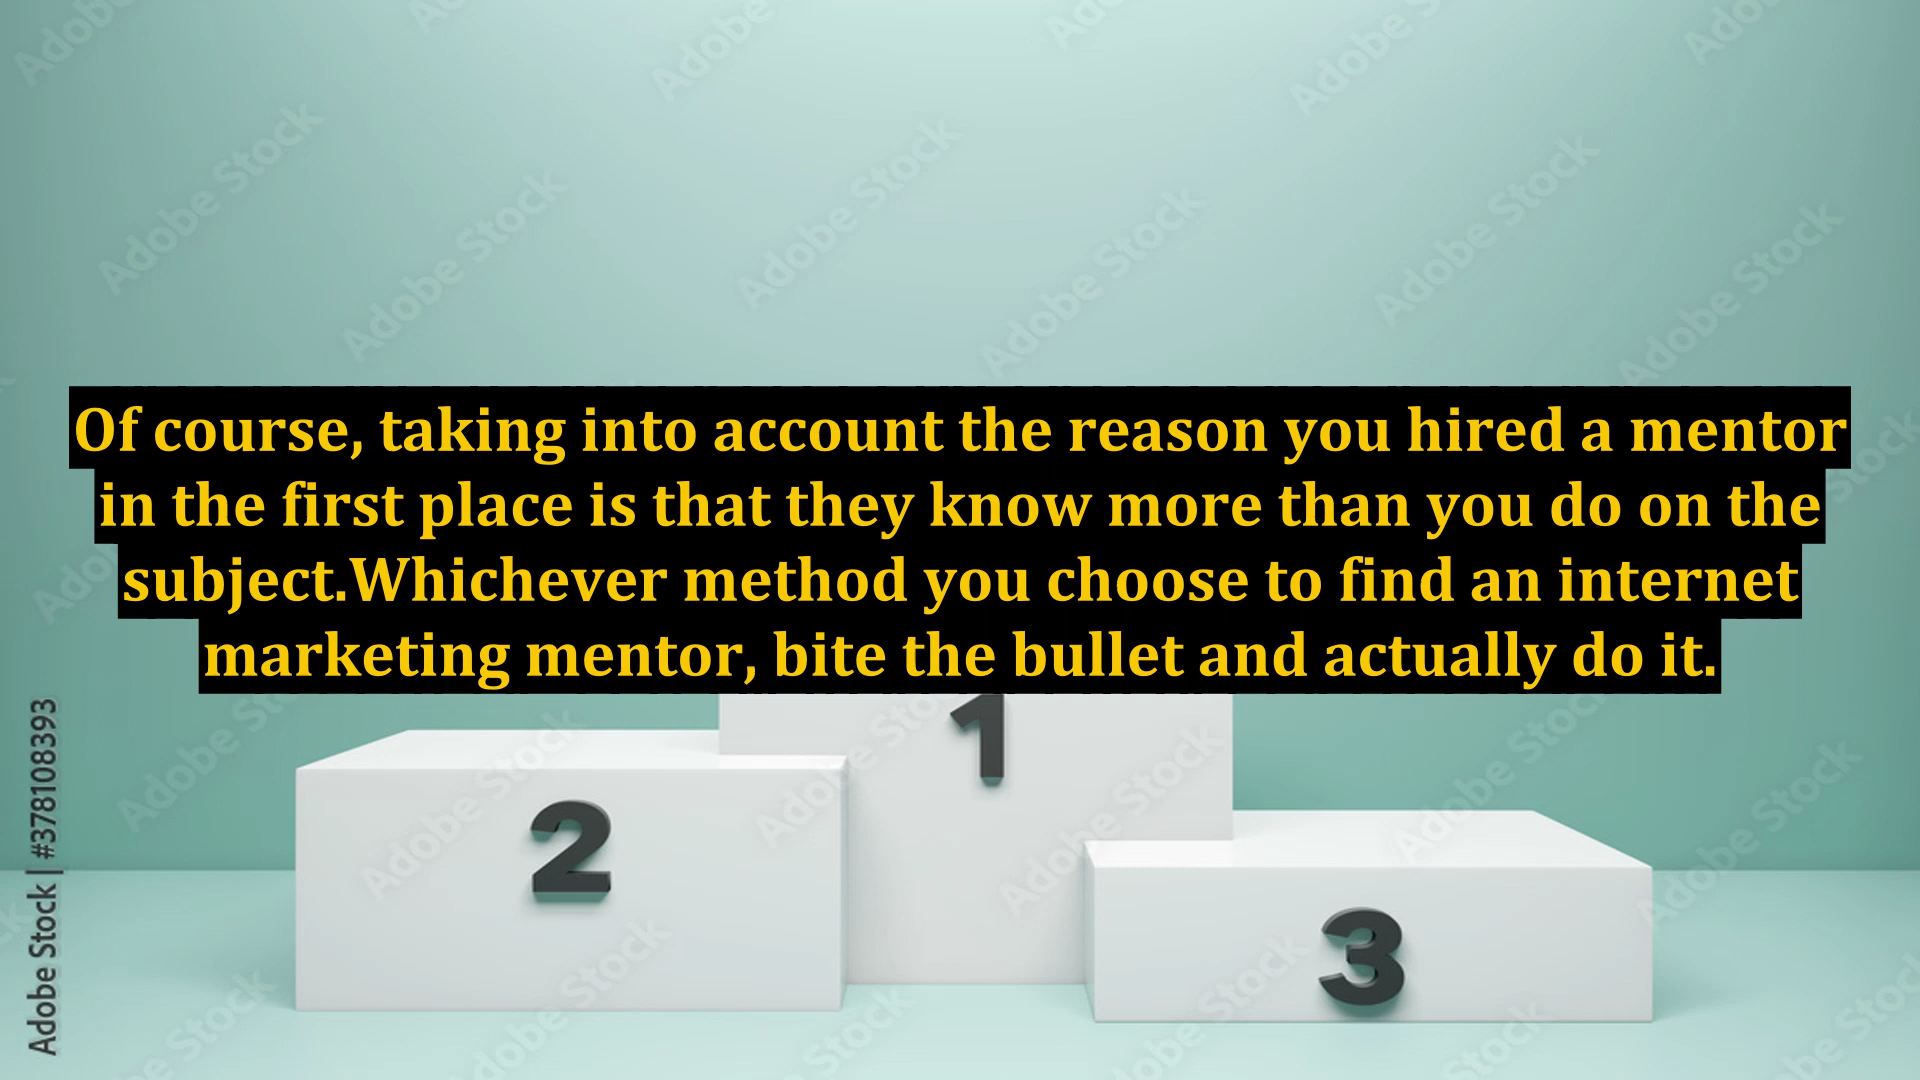 Of course, taking into account the reason you hired a mentor
in the first place is that they know more than you do on the
subject.Whichever method you choose to find an internet
marketing mentor, bite the bullet and actually do it.
1
2
3
Adobe Stock | #378108393
Adobe Stock